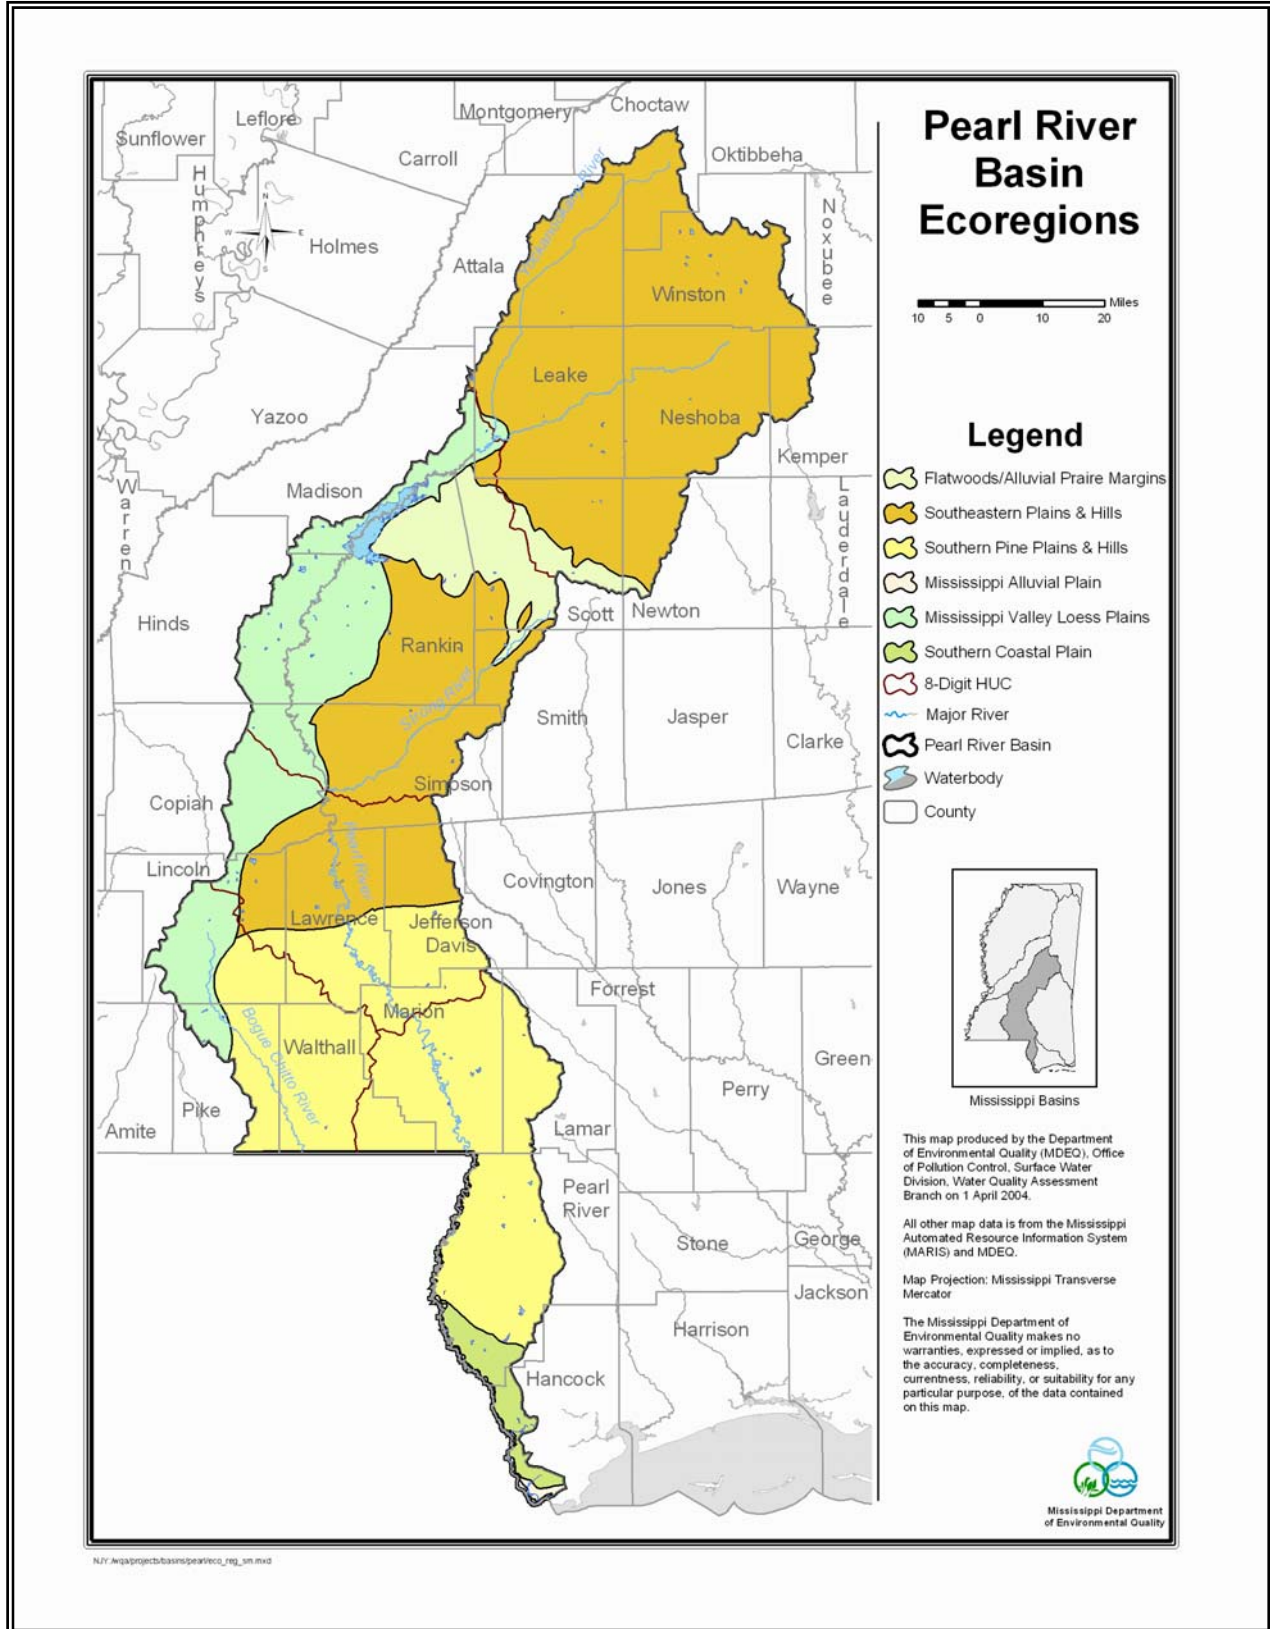 Pearl River
Basin
Ecoregions
10 5 0 10 20 Miles
Legend
Flatwoods/Alluvial Praire Margins
Southeastern Plains & Hills
Southern Pine Plains & Hills
Mississippi Alluvial Plain
Mississippi Valley Loess Plains
Southern Coastal Plain
8-Digit HUC
Major River
Pearl River Basin
Waterbody
County
Mississippi Basins
This map produced by the Department
of Environmental Quality (MDEQ), Office
of Pollution Control, Surface Water
Division, Water Quality Assessment
Branch on 1 April 2004.
All other map data is from the Mississippi
Automated Resource Information System
(MARIS) and MDEQ.
Map Projection: Mississippi Transverse
Mercator
The Mississippi Department of
Environmental Quality makes no
warranties, expressed or implied, as to
the accuracy, completeness,
currentness, reliability, or suitability for any
particular purpose, of the data contained
on this map.
Mississippi Department
of Environmental Quality
Sunflower
Leflore
Montgomery
Choctaw
Carroll
Oktibbeha
Humphreys
N
W
E
S
Holmes
Attala
River
Noxubee
Winston
Leake
Neshoba
Yazoo
Kemper
Warren
Madison
Lauderdale
Hinds
Scott
Newton
Rankin
Strong River
Smith
Jasper
Clarke
Simpson
Copiah
Pearl River
Lincoln
Covington
Jones
Wayne
Lawrence
Jefferson
Davis
Forrest
Marion
Bogue Chitto River
Walthall
Green
Perry
Pike
Amite
Lamar
Pearl
River
Stone
George
Jackson
Harrison
Hancock
NJY:/wqa/projects/basins/pearl/eco_reg_sm.mxd